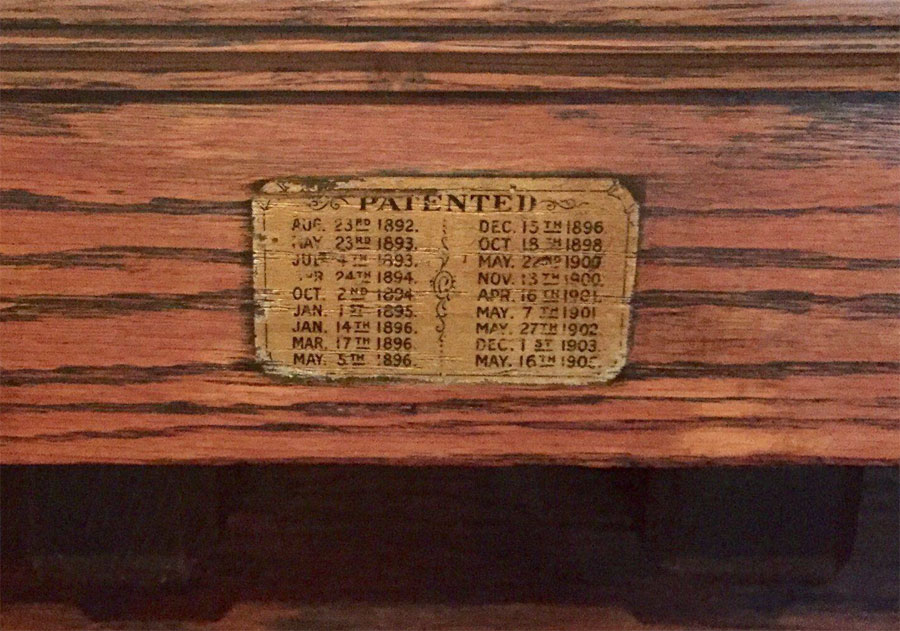 PATENTED
AUG. 23RD 1892.
MAY 23RD 1893.
JULY 4TH 1893.
APR 24TH 1894.
OCT. 2ND 1894
JAN. 1ST 1895.
JAN. 14TH 1896.
MAR. 17TH 1896.
MAY. 5TH 1896.
DEC. 15TH 1896.
OCT 18TH 1898.
MAY. 22ND 1900
NOV. 13TH 1900.
APR. 16TH 1901.
MAY. 7TH 1901
MAY. 27TH 1902
DEC. 1ST 1903.
MAY. 16TH 1905.